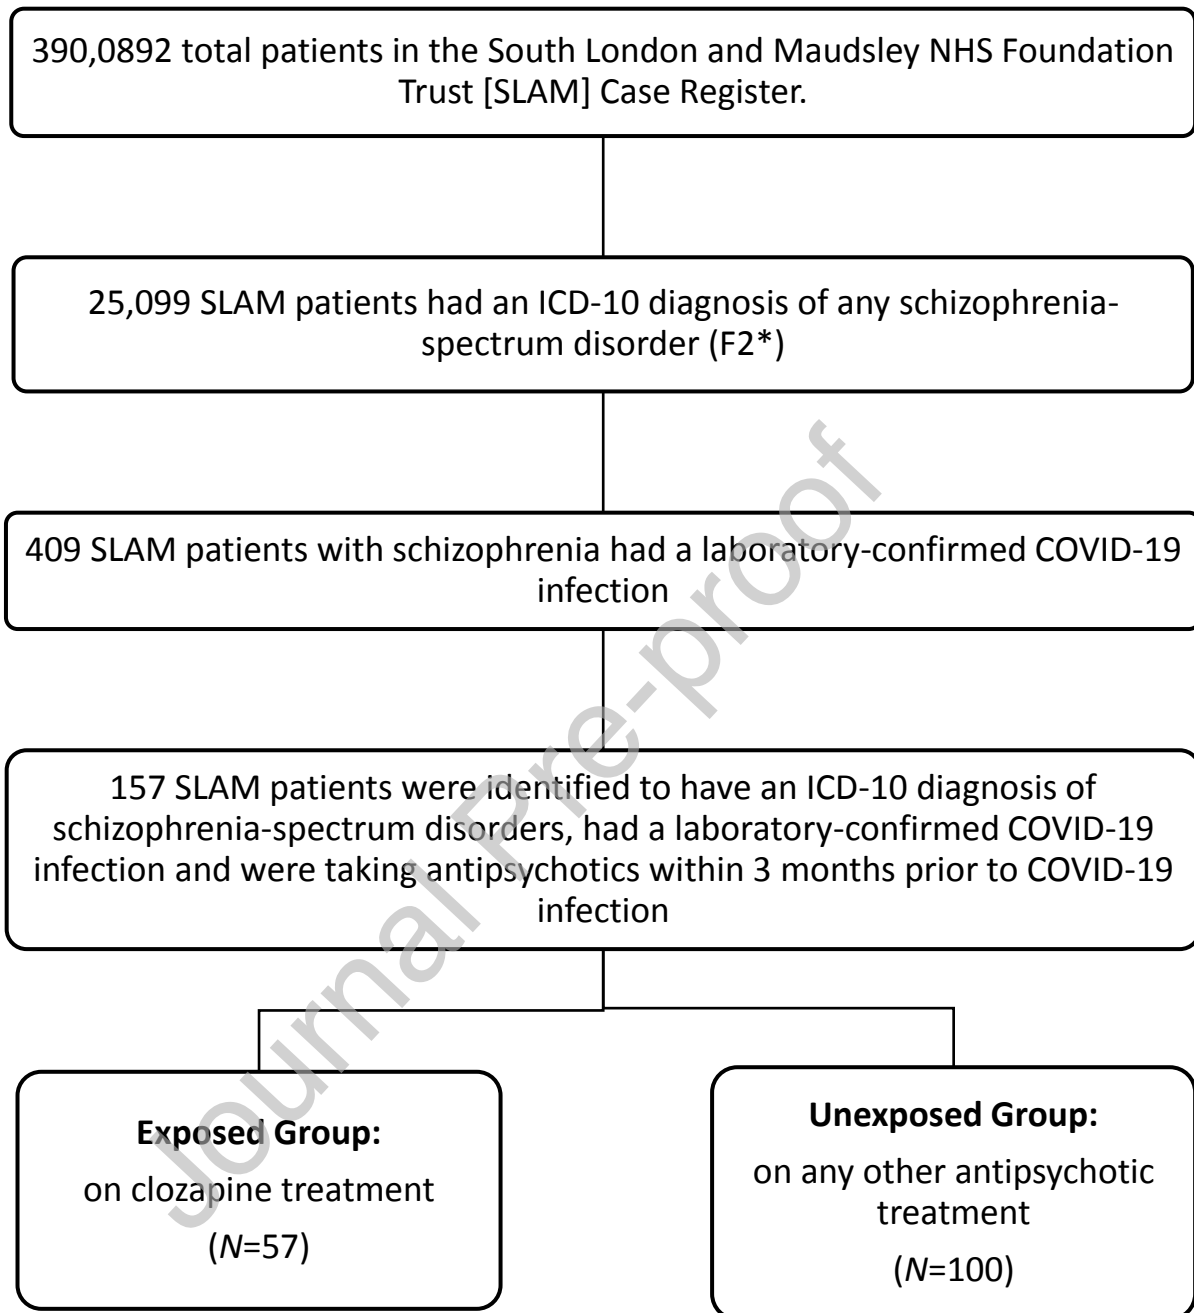 390,0892 total patients in the South London and Maudsley NHS Foundation
Trust [SLAM] Case Register.
25,099 SLAM patients had an ICD-10 diagnosis of any schizophrenia-
spectrum disorder (F2*)
409 SLAM patients with schizophrenia had a laboratory-confirmed COVID-19
infection
157 SLAM patients were identified to have an ICD-10 diagnosis of
schizophrenia-spectrum disorders, had a laboratory-confirmed COVID-19
infection and were taking antipsychotics within 3 months prior to COVID-19
infection
Exposed Group:
on clozapine treatment
(N=57)
Unexposed Group:
on any other antipsychotic
treatment
(N=100)
Journal Pre-proof